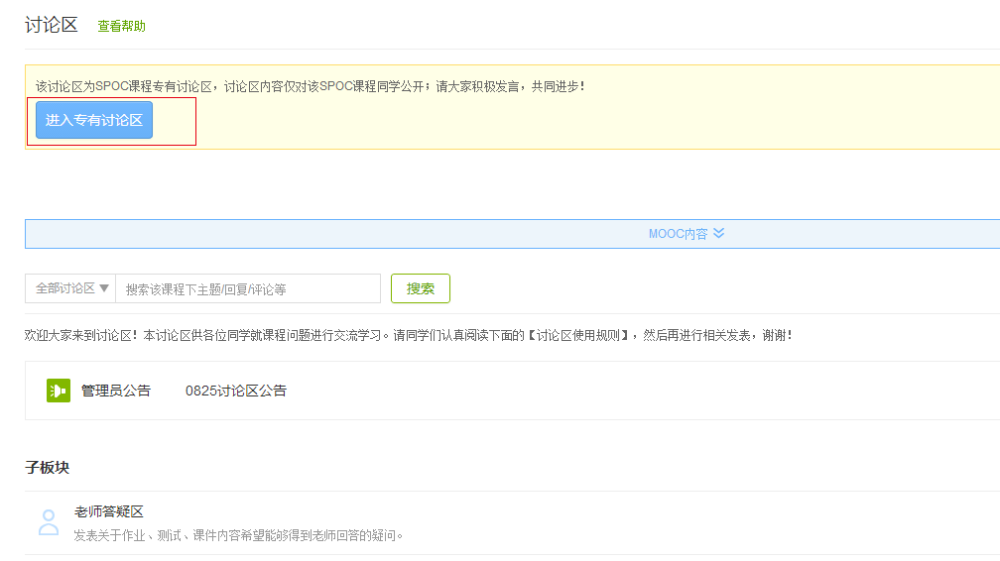 讨论区 查看帮助
该讨论区为SPOC课程专有讨论区，讨论区内容仅对该SPOC课程同学公开；请大家积极发言，共同进步！
进入专有讨论区
MOOC内容
全部讨论区 搜索该课程下主题/回复/评论等 搜索
欢迎大家来到讨论区！本讨论区供各位同学就课程问题进行交流学习。请同学们认真阅读下面的【讨论区使用规则】，然后再进行相关发表，谢谢！
管理员公告 0825讨论区公告
子板块
老师答疑区
发表关于作业、测试、课件内容希望能够得到老师回答的疑问。